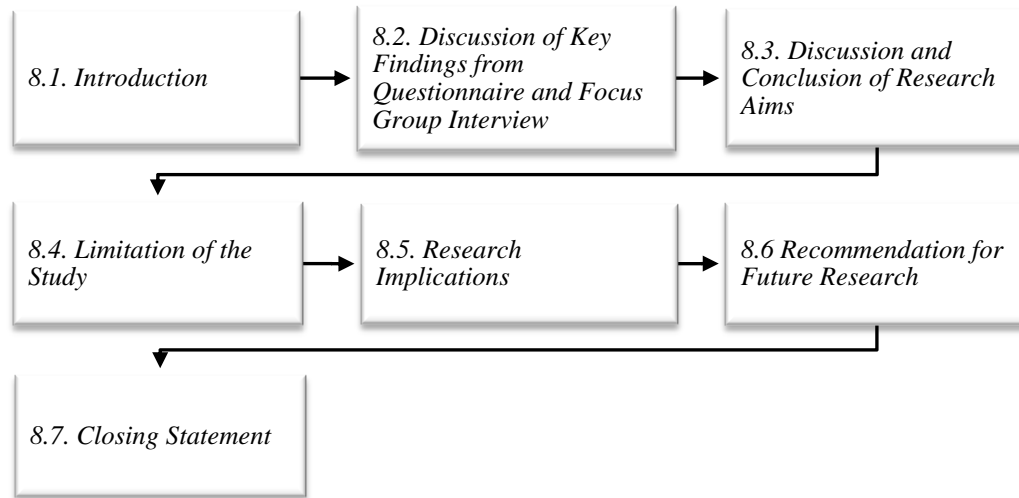 8.1. Introduction
8.2. Discussion of Key
Findings from
Questionnaire and Focus
Group Interview
8.3. Discussion and
Conclusion of Research
Aims
8.4. Limitation of the
Study
8.5. Research
Implications
8.6 Recommendation for
Future Research
8.7. Closing Statement